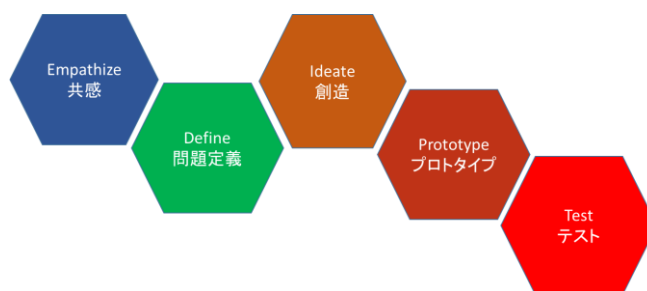 Empathize
共感
Define
問題定義
Ideate
創造
Prototype
プロトタイプ
Test
テスト